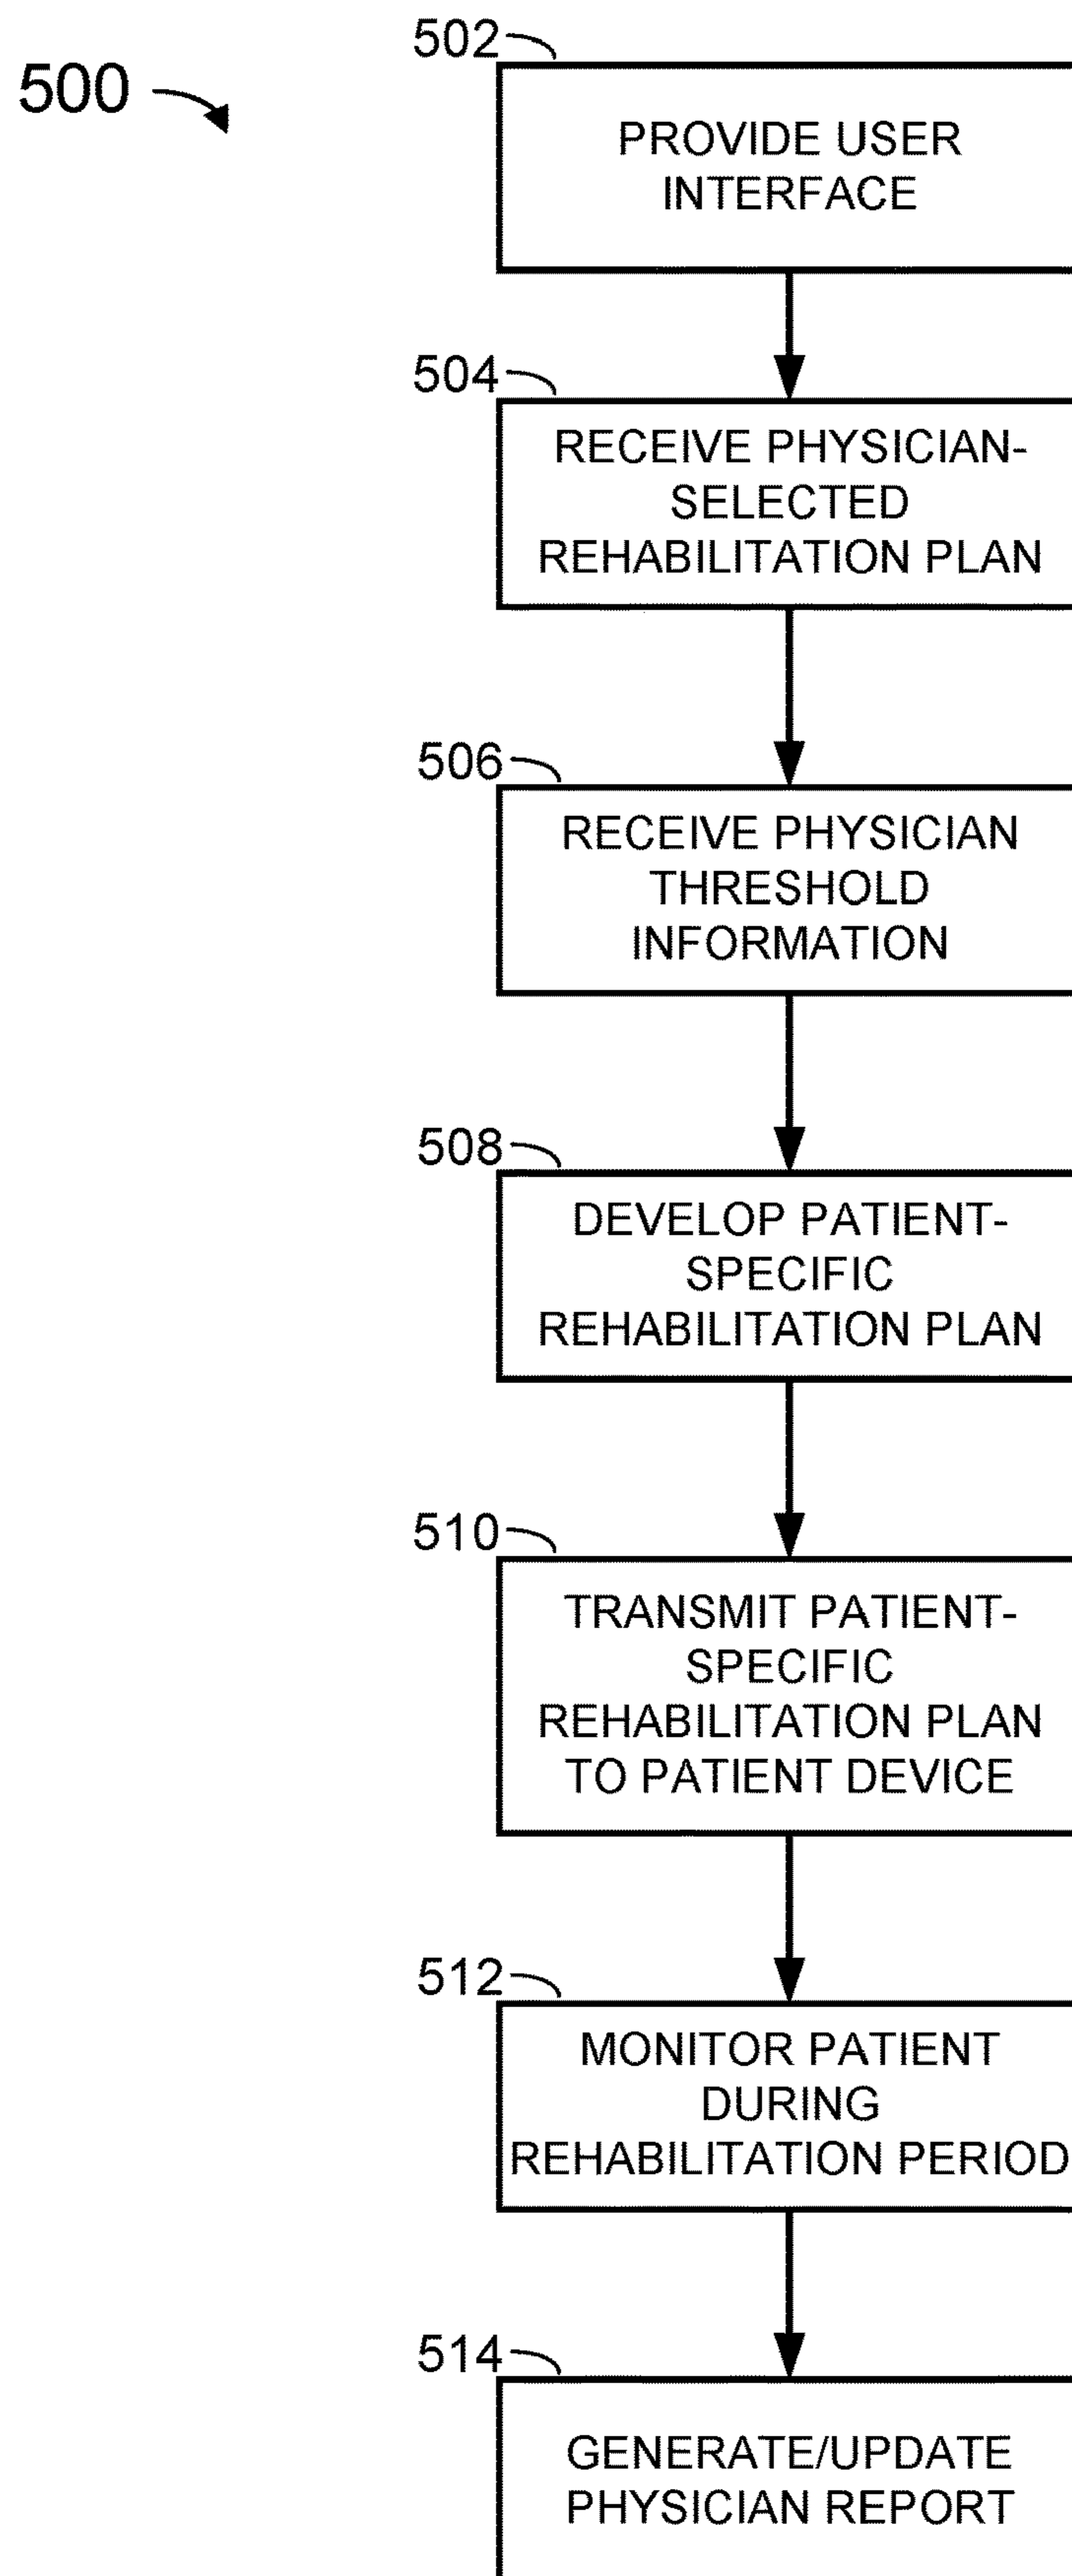 502
500
PROVIDE USER
INTERFACE
504
RECEIVE PHYSICIAN-
SELECTED
REHABILITATION PLAN
506
RECEIVE PHYSICIAN
THRESHOLD
INFORMATION
508
DEVELOP PATIENT-
SPECIFIC
REHABILITATION PLAN
510
TRANSMIT PATIENT-
SPECIFIC
REHABILITATION PLAN
TO PATIENT DEVICE
512
MONITOR PATIENT
DURING
REHABILITATION PERIOD
514
GENERATE/UPDATE
PHYSICIAN REPORT